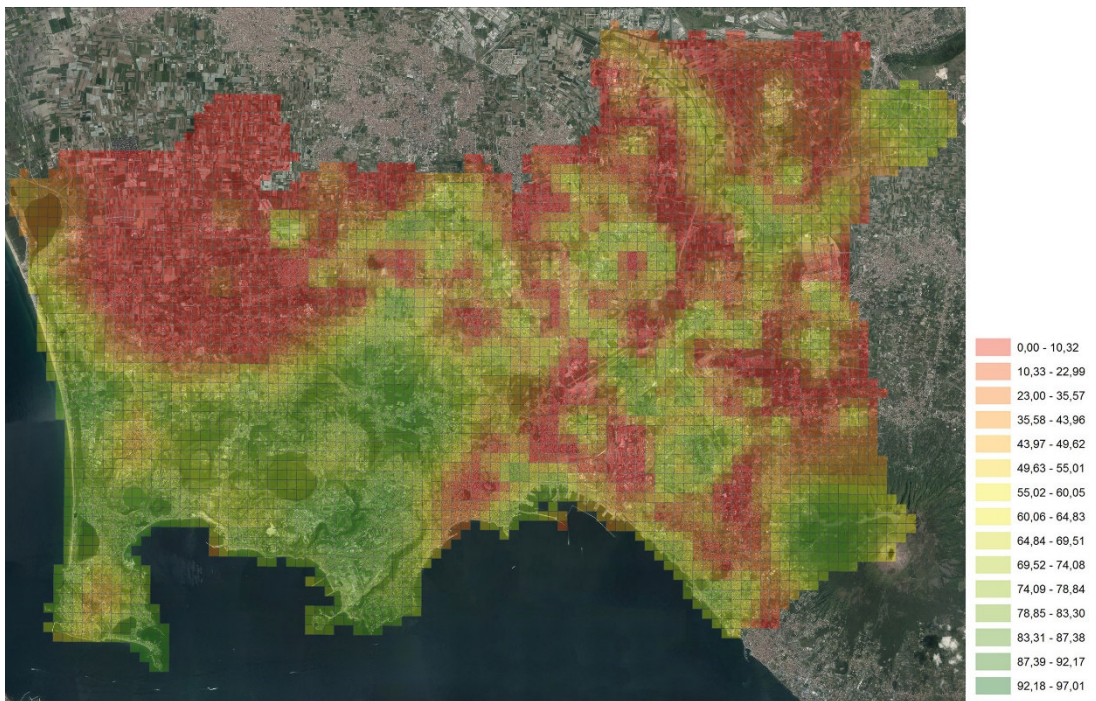 0,00 - 10,32
10,33 - 22,99
23,00 - 35,57
35,58 - 43,96
43,97 - 49,62
49,63 - 55,01
55,02 - 60,05
60,06 - 64,83
64,84 - 69,51
69,52 - 74,08
74,09 - 78,84
78,85 - 83,30
83,31 - 87,38
87,39 - 92,17
92,18 - 97,01